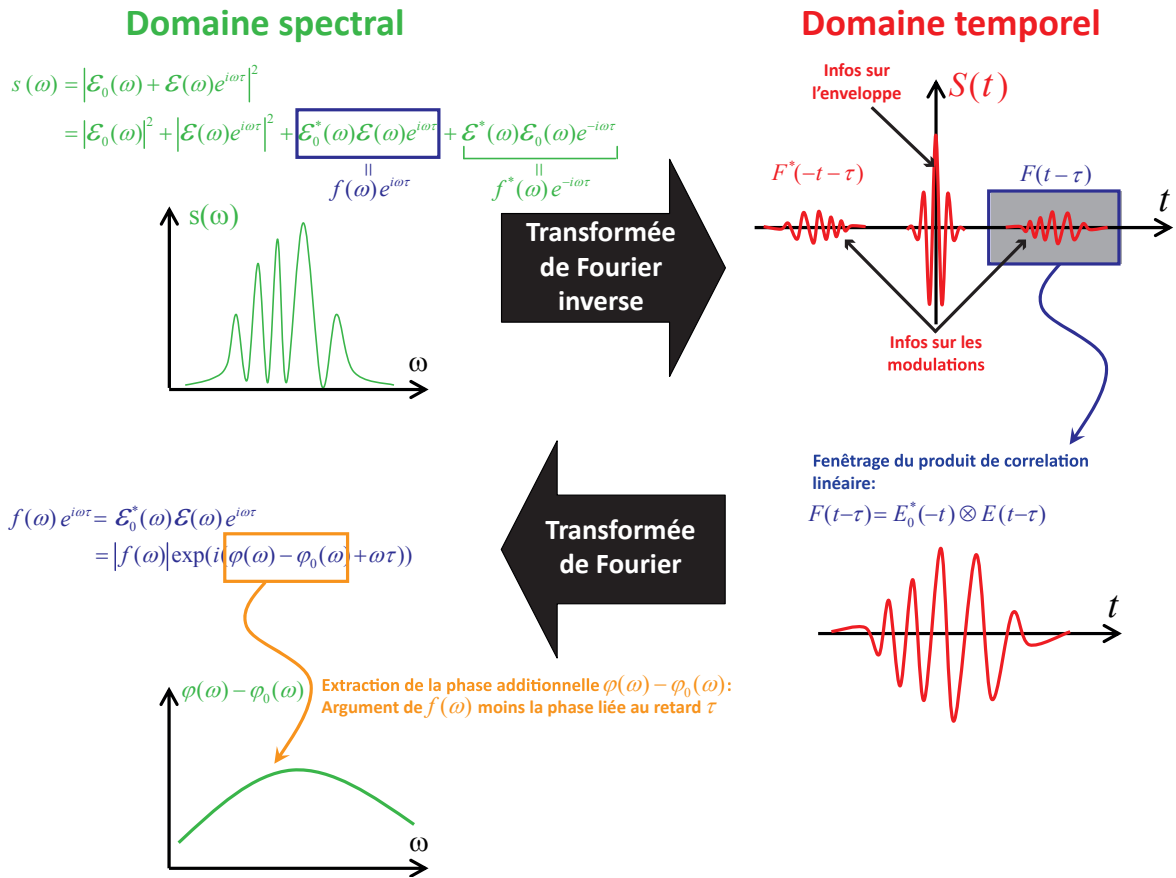 Domaine spectral
s(ω) = |ℰ₀(ω) + ℰ(ω)e^{iωτ}|²
= |ℰ₀(ω)|² + |ℰ(ω)e^{iωτ}|² + ℰ₀*(ω)ℰ(ω)e^{iωτ} + ℰ*(ω)ℰ₀(ω)e^{-iωτ}
= =
f(ω)e^{iωτ} f*(ω)e^{-iωτ}
s(ω)
ω
Transformée
de Fourier
inverse
Domaine temporel
Infos sur
l'enveloppe
S(t)
F*(-t-τ)
F(t-τ)
t
Infos sur les
modulations
Fenêtrage du produit de correlation
linéaire:
F(t-τ) = E₀*(-t) ⊗ E(t-τ)
t
Transformée
de Fourier
f(ω) e^{iωτ} = ℰ₀*(ω)ℰ(ω) e^{iωτ}
= |f(ω)|exp(i(φ(ω) - φ₀(ω) + ωτ))
φ(ω) - φ₀(ω)
Extraction de la phase additionnelle φ(ω) - φ₀(ω):
Argument de f(ω) moins la phase liée au retard τ
ω